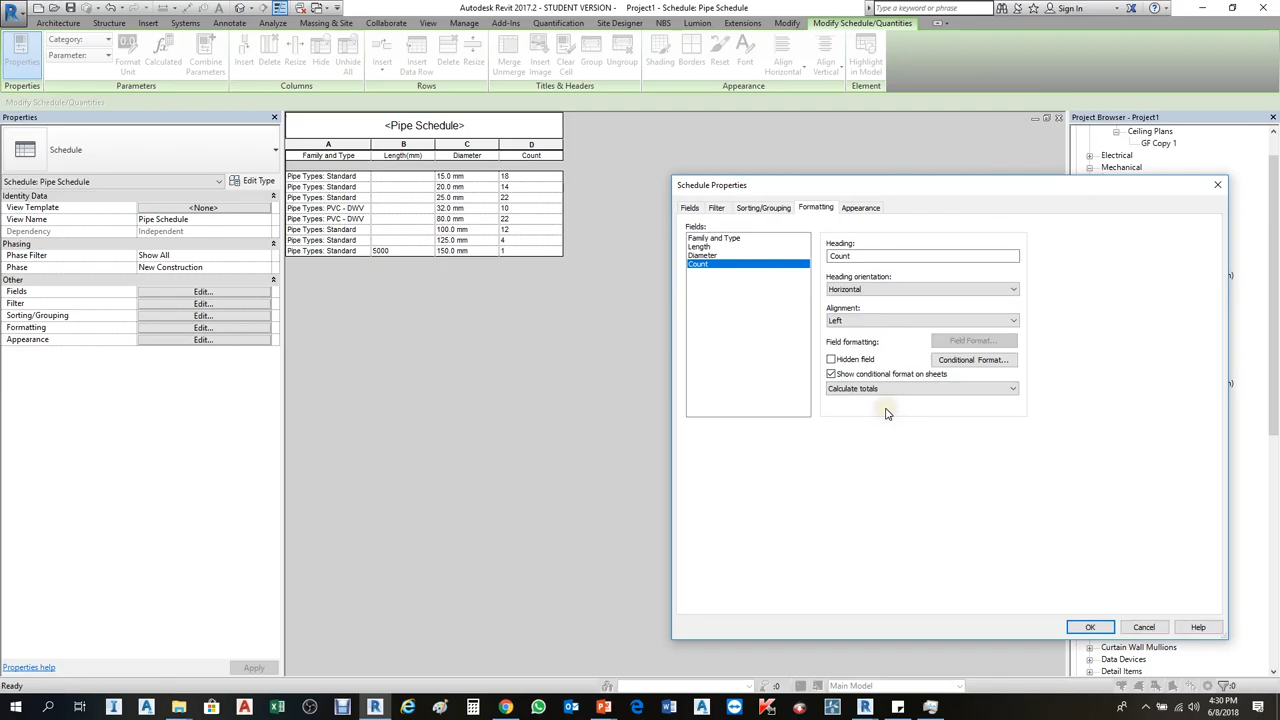 Autodesk Revit 2017.2 - STUDENT VERSION - Project1 - Schedule: Pipe Schedule
Type a keyword or phrase
Sign In
Architecture Structure Insert Systems Annotate Analyze Massing & Site Collaborate View Manage Add-Ins Quantification Site Designer NBS Lumion Extensions Modify Modify Schedule/Quantities
Properties
Category:
Parameter:
Format Unit
Calculated
Combine Parameters
Insert
Delete
Resize
Hide
Unhide All
Insert
Insert Data Row
Delete
Resize
Merge Unmerge
Insert Image
Clear Cell
Group
Ungroup
Shading
Borders
Reset
Font
Align Horizontal
Align Vertical
Highlight in Model
Properties Parameters Columns Rows Titles & Headers Appearance Element
Modify Schedule/Quantities
Properties
Schedule
Schedule: Pipe Schedule
Edit Type
Identity Data
View Template <None>
View Name Pipe Schedule
Dependency Independent
Phasing
Phase Filter Show All
Phase New Construction
Other
Fields Edit...
Filter Edit...
Sorting/Grouping Edit...
Formatting Edit...
Appearance Edit...
Properties help
Apply
<Pipe Schedule>
A B C D
Family and Type Length(mm) Diameter Count
Pipe Types: Standard 15.0 mm 18
Pipe Types: Standard 20.0 mm 14
Pipe Types: Standard 25.0 mm 22
Pipe Types: PVC - DWV 32.0 mm 10
Pipe Types: PVC - DWV 80.0 mm 22
Pipe Types: Standard 100.0 mm 12
Pipe Types: Standard 125.0 mm 4
Pipe Types: Standard 5000 150.0 mm 1
Schedule Properties
Fields Filter Sorting/Grouping Formatting Appearance
Fields:
Family and Type
Length
Diameter
Count
Heading:
Count
Heading orientation:
Horizontal
Alignment:
Left
Field formatting:
Field Format...
Hidden field
Conditional Format...
Show conditional format on sheets
Calculate totals
OK Cancel Help
Project Browser - Project1
Ceiling Plans
GF Copy 1
Electrical
Mechanical
Curtain Wall Mullions
Data Devices
Detail Items
Ready
:0
Main Model
:0
4:30 PM
6/8/2018